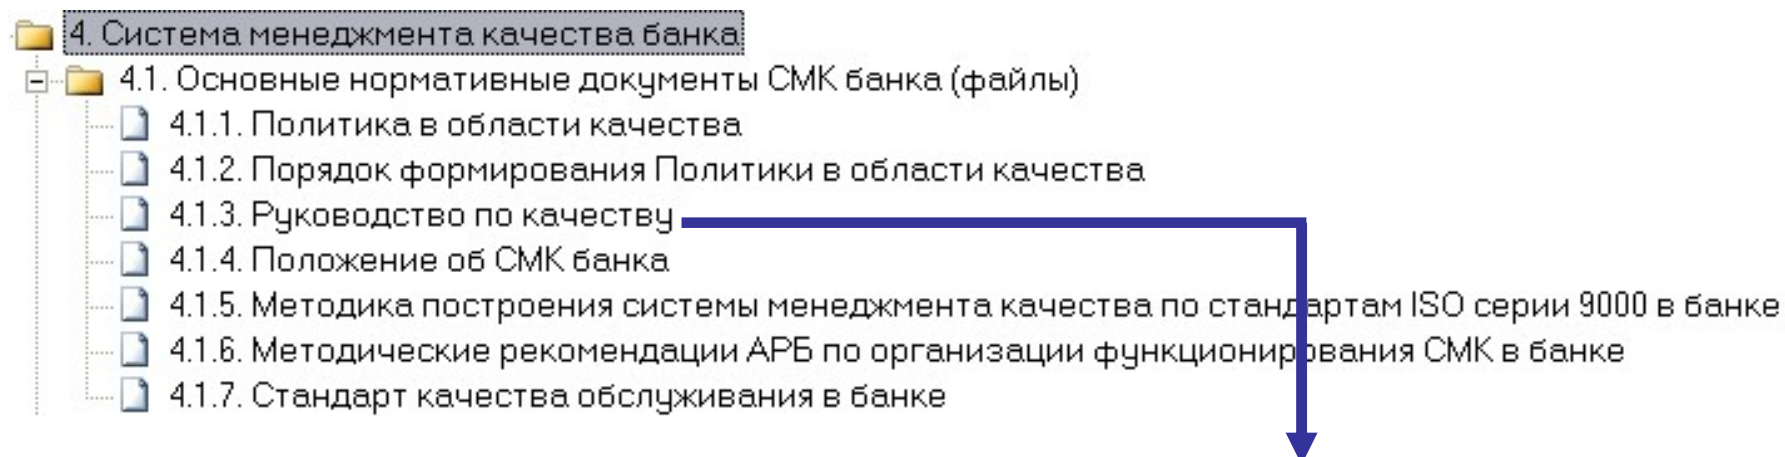 4. Система менеджмента качества банка
4.1. Основные нормативные документы СМК банка (файлы)
4.1.1. Политика в области качества
4.1.2. Порядок формирования Политики в области качества
4.1.3. Руководство по качеству
4.1.4. Положение об СМК банка
4.1.5. Методика построения системы менеджмента качества по стандартам ISO серии 9000 в банке
4.1.6. Методические рекомендации АРБ по организации функционирования СМК в банке
4.1.7. Стандарт качества обслуживания в банке